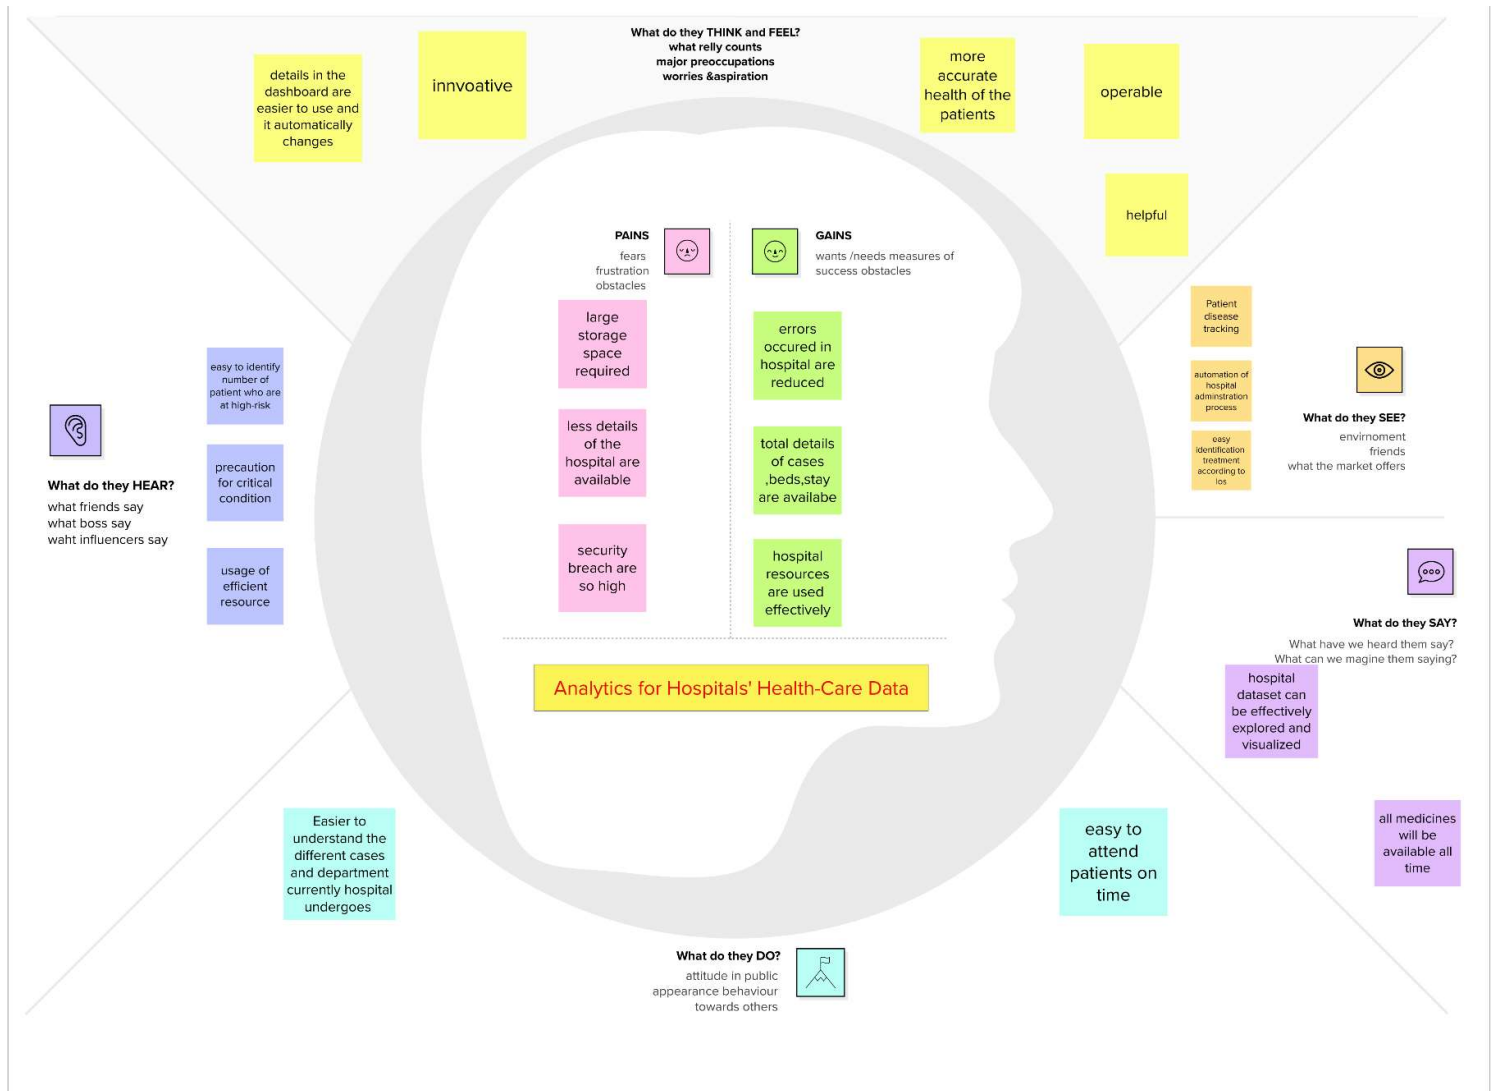 What do they THINK and FEEL?
what relly counts
major preoccupations
worries &aspiration
details in the
dashboard are
easier to use and
it automatically
changes
innvoative
more
accurate
health of the
patients
operable
helpful
PAINS
fears
frustration
obstacles
large
storage
space
required
less details
of the
hospital are
available
security
breach are
so high
GAINS
wants /needs measures of
success obstacles
errors
occured in
hospital are
reduced
total details
of cases
,beds,stay
are availabe
hospital
resources
are used
effectively
Analytics for Hospitals' Health-Care Data
What do they HEAR?
what friends say
what boss say
waht influencers say
easy to identify
number of
patient who are
at high-risk
precaution
for critical
condition
usage of
efficient
resource
Patient
disease
tracking
automation of
hospital
adminstration
process
easy
identification
treatment
according to
los
What do they SEE?
envirnoment
friends
what the market offers
What do they SAY?
What have we heard them say?
What can we magine them saying?
hospital
dataset can
be effectively
explored and
visualized
all medicines
will be
available all
time
Easier to
understand the
different cases
and department
currently hospital
undergoes
easy to
attend
patients on
time
What do they DO?
attitude in public
appearance behaviour
towards others